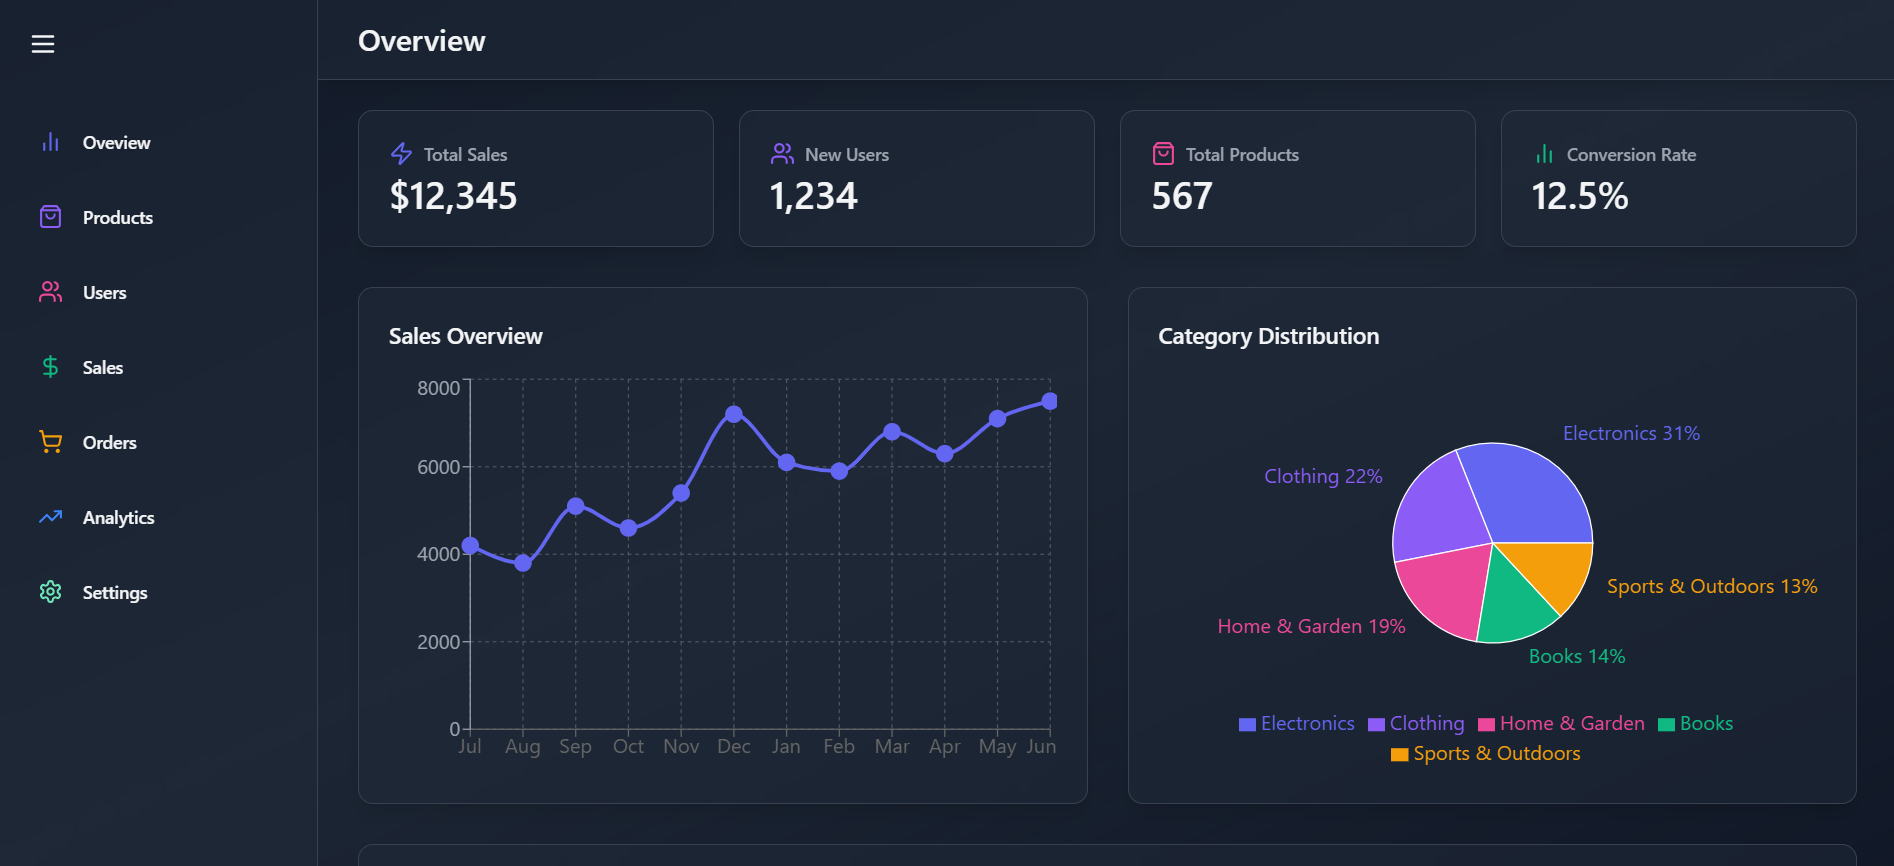 Overview
Oveview
Products
Users
Sales
Orders
Analytics
Settings
Total Sales
$12,345
New Users
1,234
Total Products
567
Conversion Rate
12.5%
Sales Overview
8000
6000
4000
2000
0
Jul Aug Sep Oct Nov Dec Jan Feb Mar Apr May Jun
Category Distribution
Electronics 31%
Clothing 22%
Sports & Outdoors 13%
Home & Garden 19%
Books 14%
Electronics Clothing Home & Garden Books
Sports & Outdoors